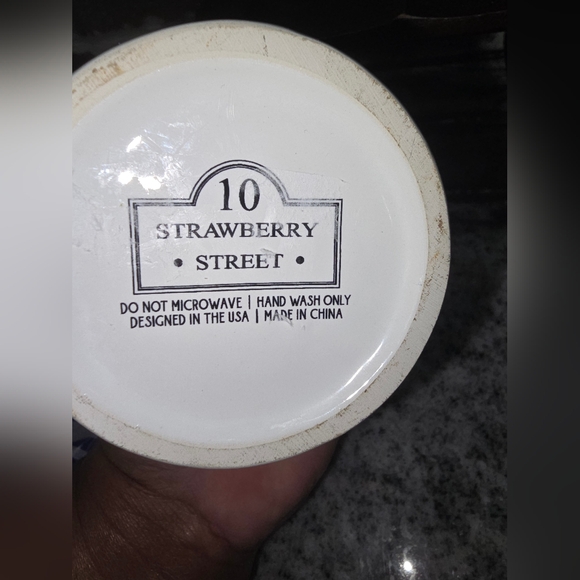 10
STRAWBERRY
• STREET •
DO NOT MICROWAVE | HAND WASH ONLY
DESIGNED IN THE USA | MADE IN CHINA